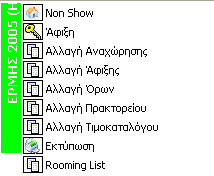 ΕΡΜΗΣ 2005 (Η
Non Show
Άφιξη
Αλλαγή Αναχώρησης
Αλλαγή Άφιξης
Αλλαγή Όρων
Αλλαγή Πρακτορείου
Αλλαγή Τιμοκαταλόγου
Εκτύπωση
Rooming List